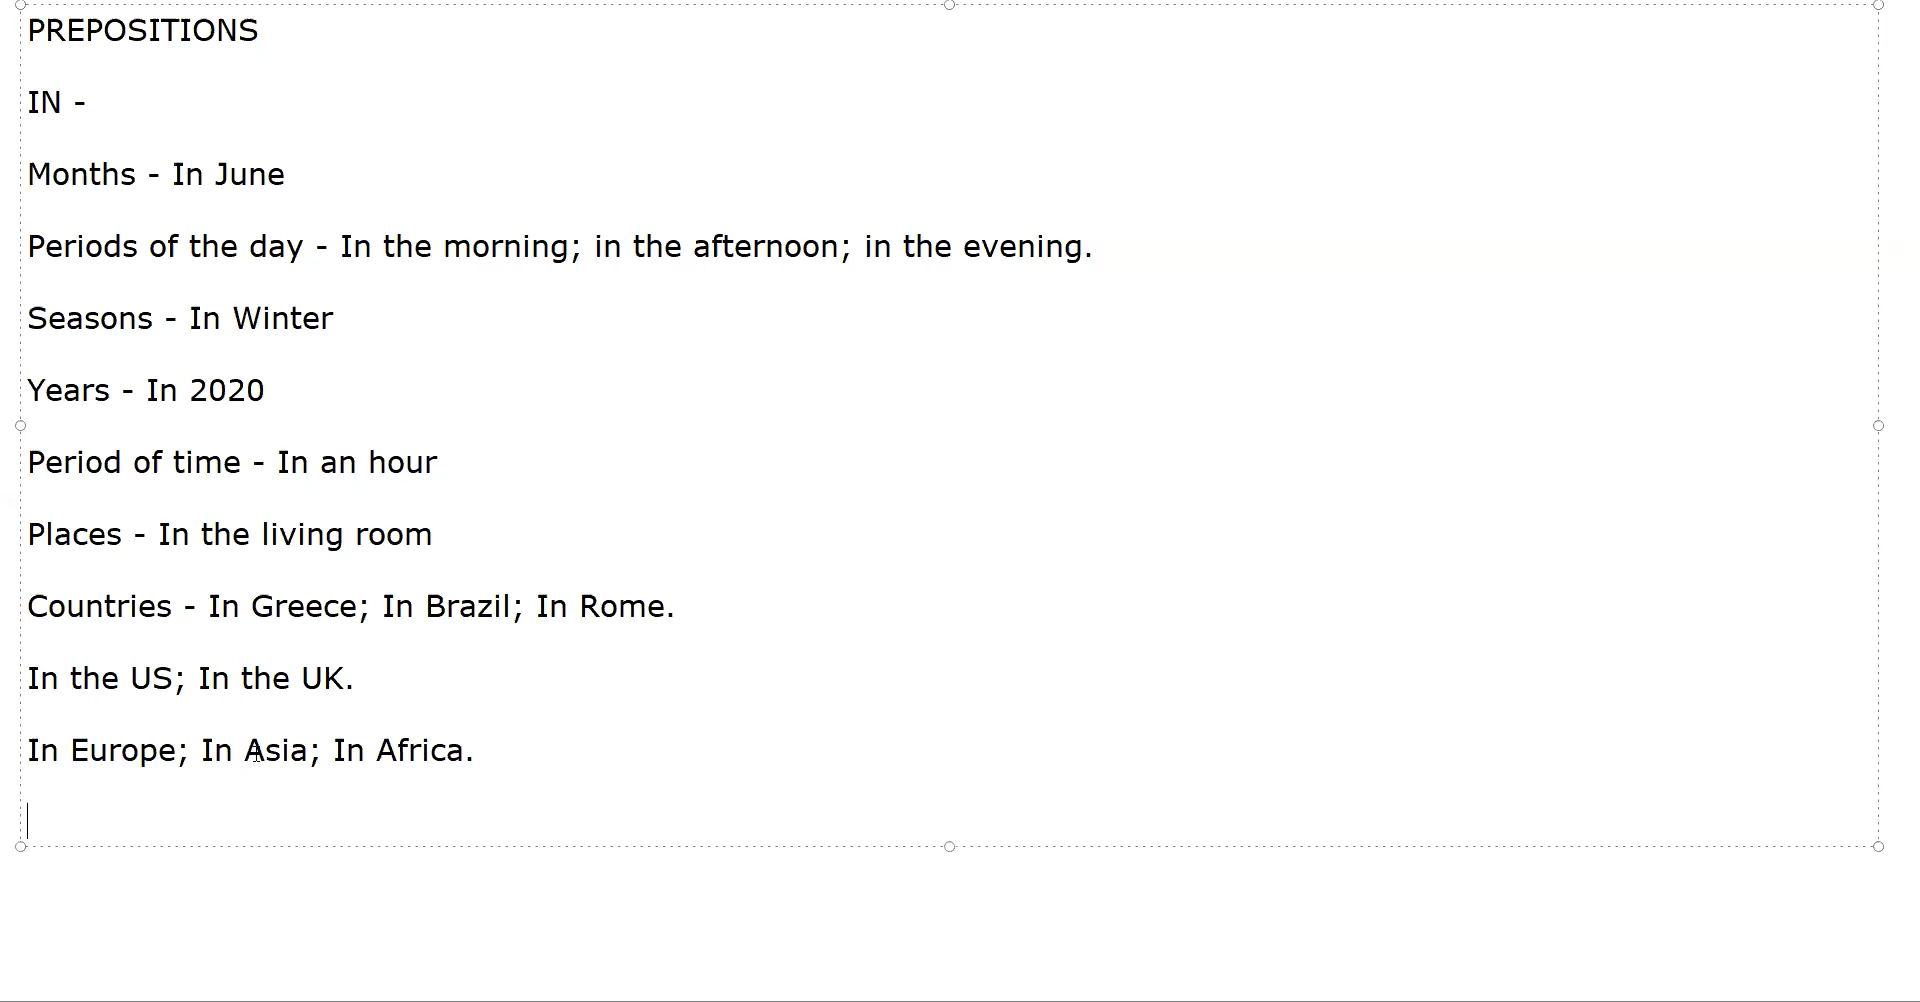 PREPOSITIONS
IN -
Months - In June
Periods of the day - In the morning; in the afternoon; in the evening.
Seasons - In Winter
Years - In 2020
Period of time - In an hour
Places - In the living room
Countries - In Greece; In Brazil; In Rome.
In the US; In the UK.
In Europe; In Asia; In Africa.